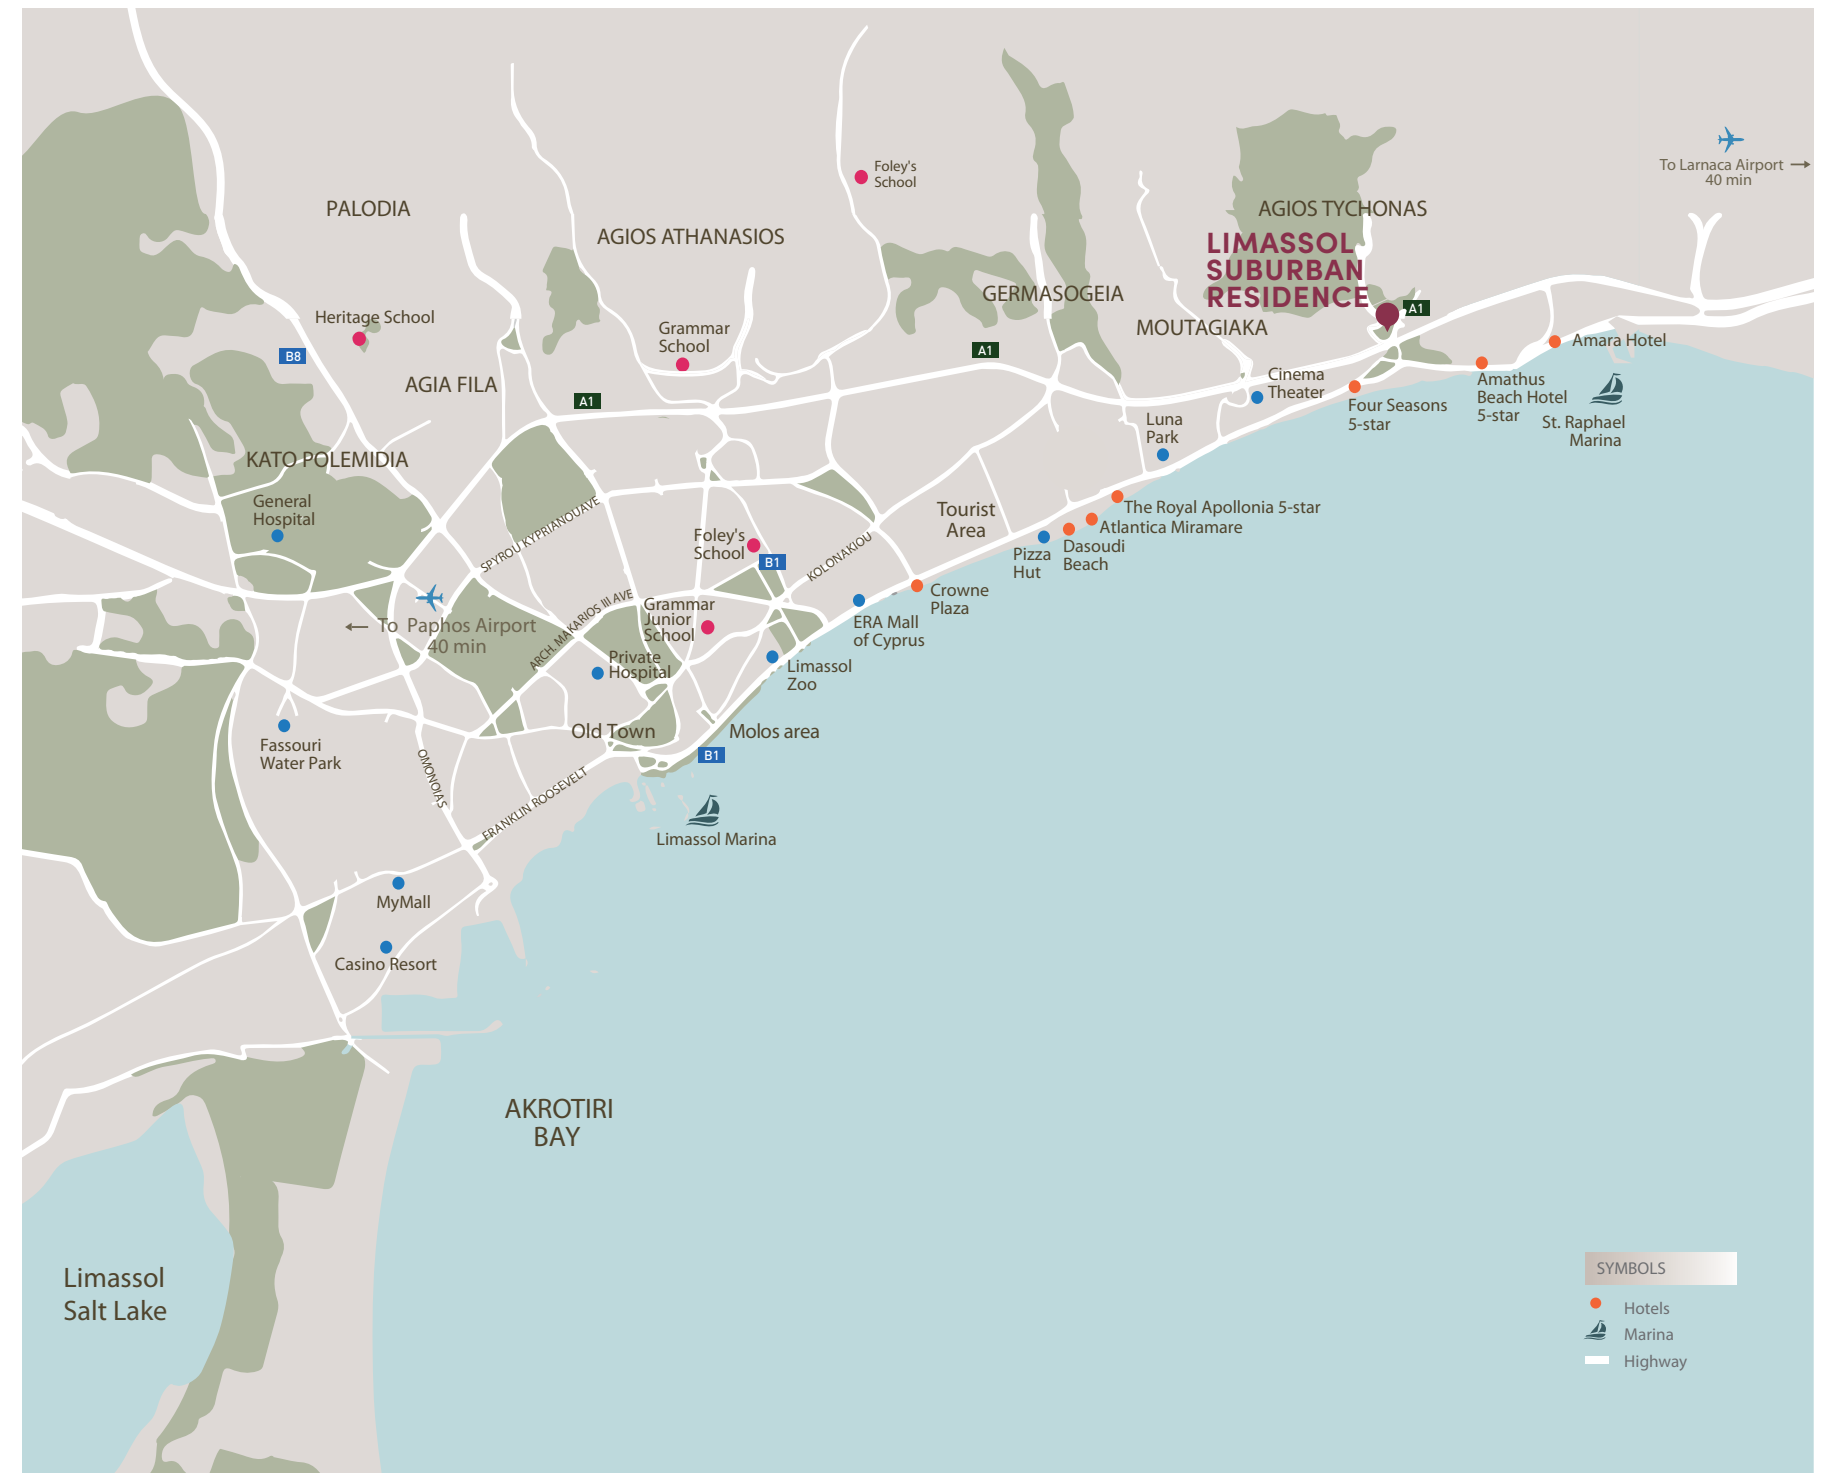 To Larnaca Airport
40 min
Foley's
School
PALODIA
AGIOS ATHANASIOS
AGIOS TYCHONAS
LIMASSOL
SUBURBAN
RESIDENCE
GERMASOGEIA
MOUTAGIAKA
A1
Heritage School
B8
Grammar
School
A1
Amara Hotel
AGIA FILA
A1
Cinema
Theater
Amathus
Beach Hotel
5-star
Four Seasons
5-star
St. Raphael
Marina
Luna
Park
KATO POLEMIDIA
General
Hospital
SPYROU KYPRIANOUAVE
Tourist
Area
The Royal Apollonia 5-star
Atlantica Miramare
Dasoudi
Beach
Pizza
Hut
Foley's
School
B1
KOLONAKIOU
Crowne
Plaza
ERA Mall
of Cyprus
ARCH. MAKARIOS III AVE
Grammar
Junior
School
To Paphos Airport
40 min
Private
Hospital
Limassol
Zoo
Old Town
Molos area
B1
Fassouri
Water Park
OMONOIAS
FRANKLIN ROOSEVELT
Limassol Marina
MyMall
Casino Resort
AKROTIRI
BAY
Limassol
Salt Lake
SYMBOLS
Hotels
Marina
Highway